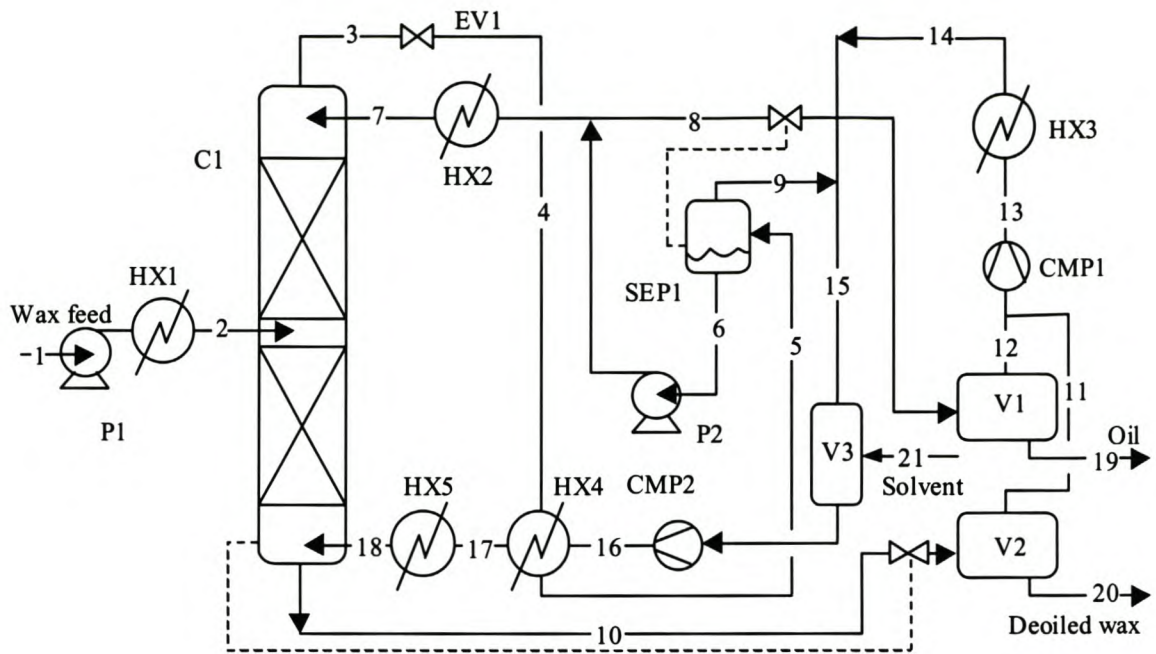 3
EV1
14
7
8
HX3
C1
HX2
9
4
13
CMP1
SEP1
HX1
15
Wax feed
2
6
5
1
12
11
V1
P1
P2
Oil
V3
21
19
HX5
HX4
CMP2
Solvent
18
17
16
V2
20
10
Deoiled wax